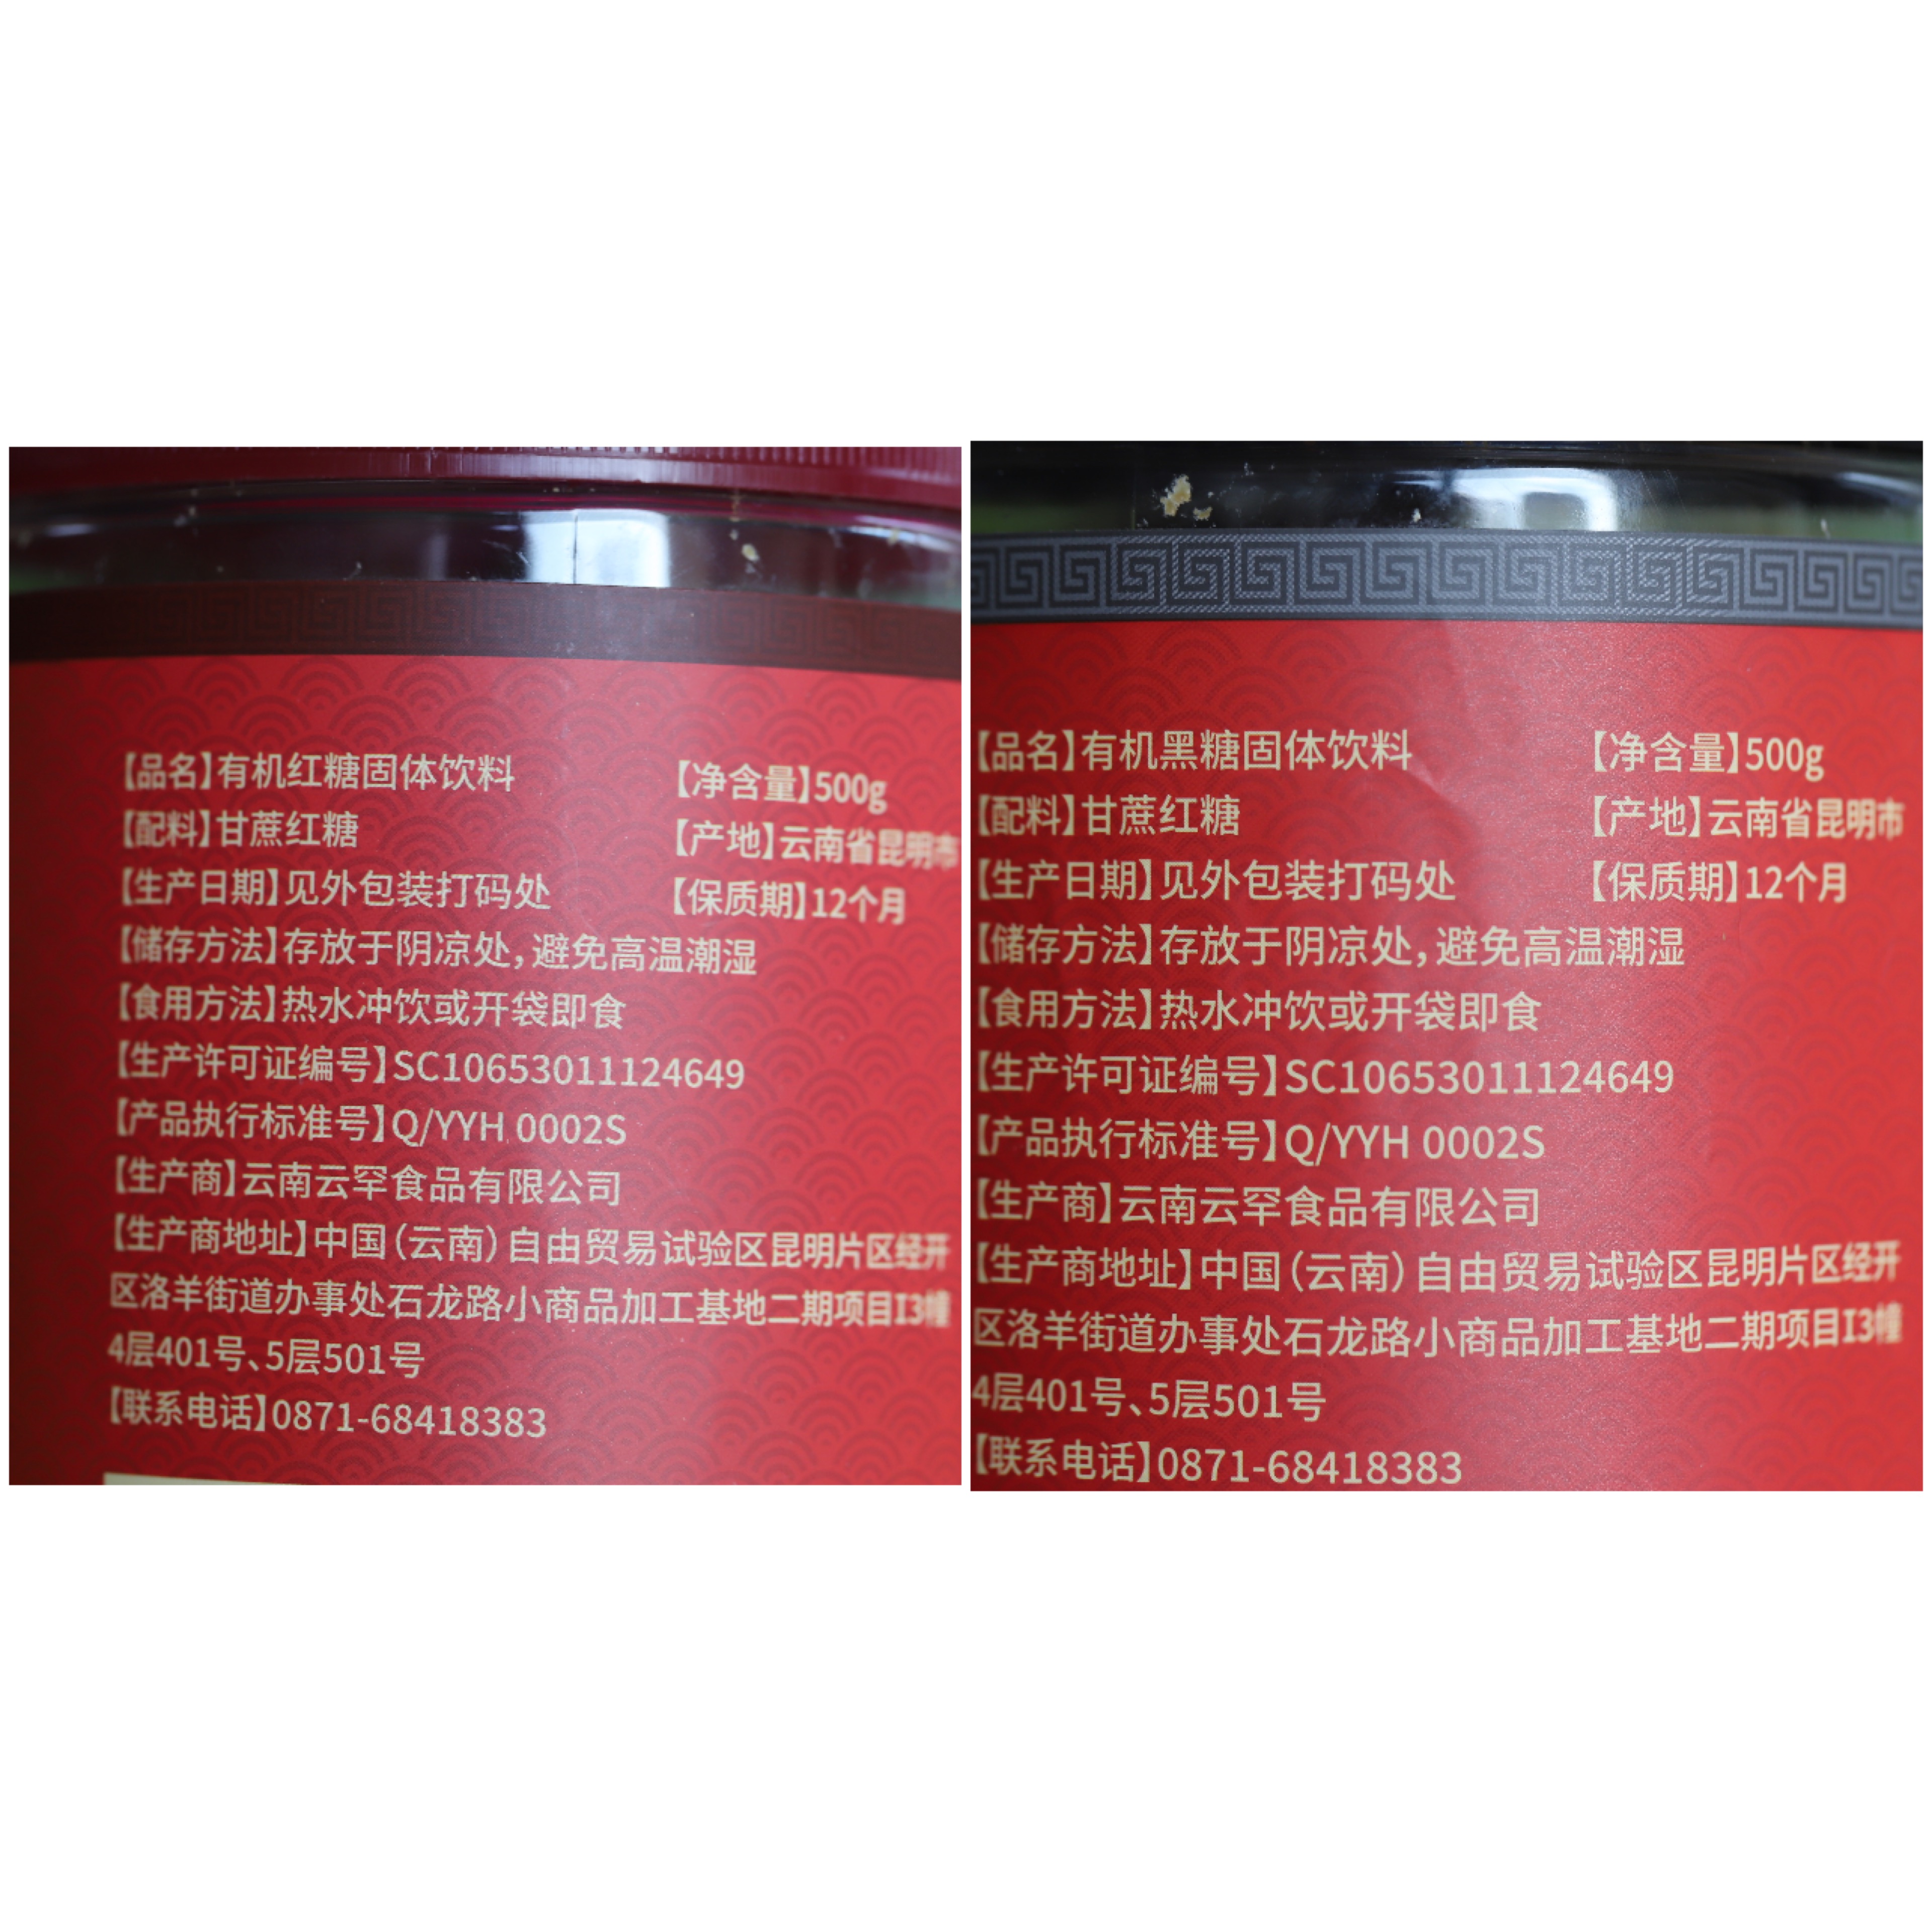 【品名】有机红糖固体饮料 【净含量】500g
【配料】甘蔗红糖 【产地】云南省昆明市
【生产日期】见外包装打码处 【保质期】12个月
【储存方法】存放于阴凉处,避免高温潮湿
【食用方法】热水冲饮或开袋即食
【生产许可证编号】SC10653011124649
【产品执行标准号】Q/YYH 0002S
【生产商】云南云罕食品有限公司
【生产商地址】中国(云南)自由贸易试验区昆明片区经开
区洛羊街道办事处石龙路小商品加工基地二期项目I3幢
4层401号、5层501号
【联系电话】0871-68418383
【品名】有机黑糖固体饮料 【净含量】500g
【配料】甘蔗红糖 【产地】云南省昆明市
【生产日期】见外包装打码处 【保质期】12个月
【储存方法】存放于阴凉处,避免高温潮湿
【食用方法】热水冲饮或开袋即食
【生产许可证编号】SC10653011124649
【产品执行标准号】Q/YYH 0002S
【生产商】云南云罕食品有限公司
【生产商地址】中国(云南)自由贸易试验区昆明片区经开
区洛羊街道办事处石龙路小商品加工基地二期项目I3幢
4层401号、5层501号
【联系电话】0871-68418383